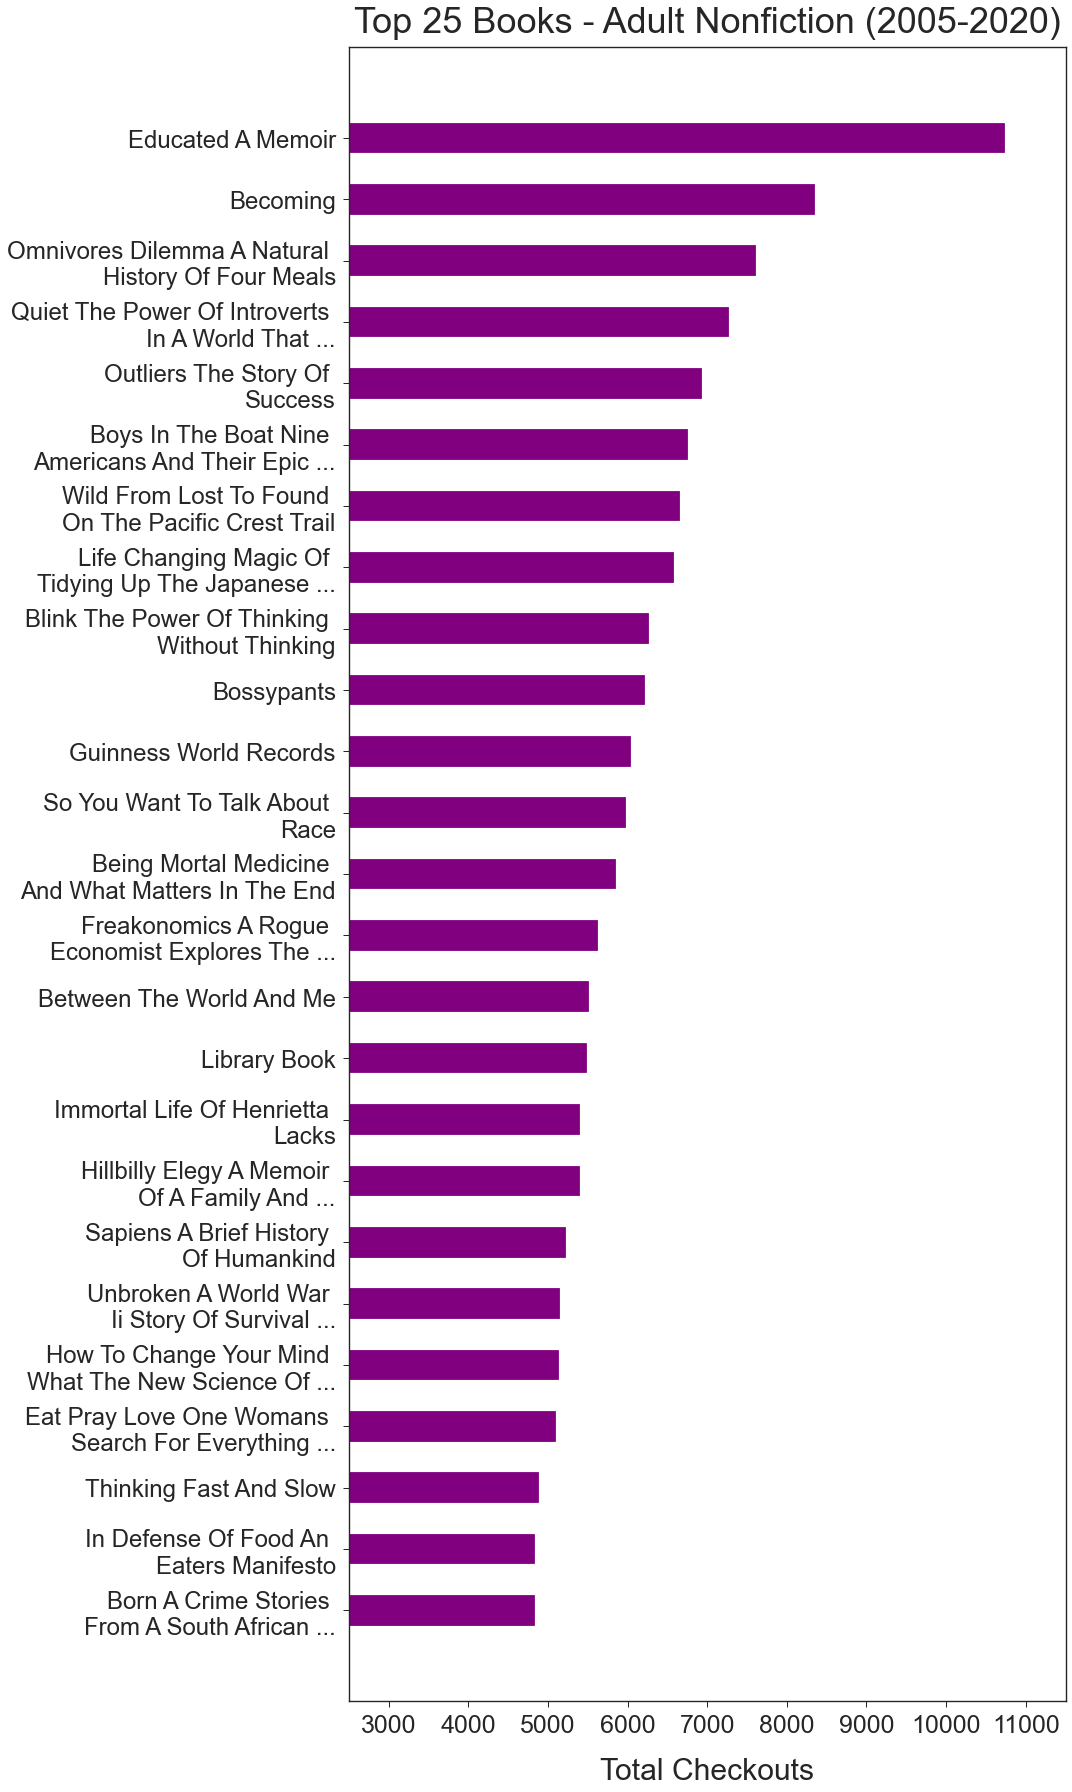 Top 25 Books - Adult Nonfiction (2005-2020)
Educated A Memoir
Becoming
Omnivores Dilemma A Natural
History Of Four Meals
Quiet The Power Of Introverts
In A World That ...
Outliers The Story Of
Success
Boys In The Boat Nine
Americans And Their Epic ...
Wild From Lost To Found
On The Pacific Crest Trail
Life Changing Magic Of
Tidying Up The Japanese ...
Blink The Power Of Thinking
Without Thinking
Bossypants
Guinness World Records
So You Want To Talk About
Race
Being Mortal Medicine
And What Matters In The End
Freakonomics A Rogue
Economist Explores The ...
Between The World And Me
Library Book
Immortal Life Of Henrietta
Lacks
Hillbilly Elegy A Memoir
Of A Family And ...
Sapiens A Brief History
Of Humankind
Unbroken A World War
Ii Story Of Survival ...
How To Change Your Mind
What The New Science Of ...
Eat Pray Love One Womans
Search For Everything ...
Thinking Fast And Slow
In Defense Of Food An
Eaters Manifesto
Born A Crime Stories
From A South African ...
3000 4000 5000 6000 7000 8000 9000 10000 11000
Total Checkouts